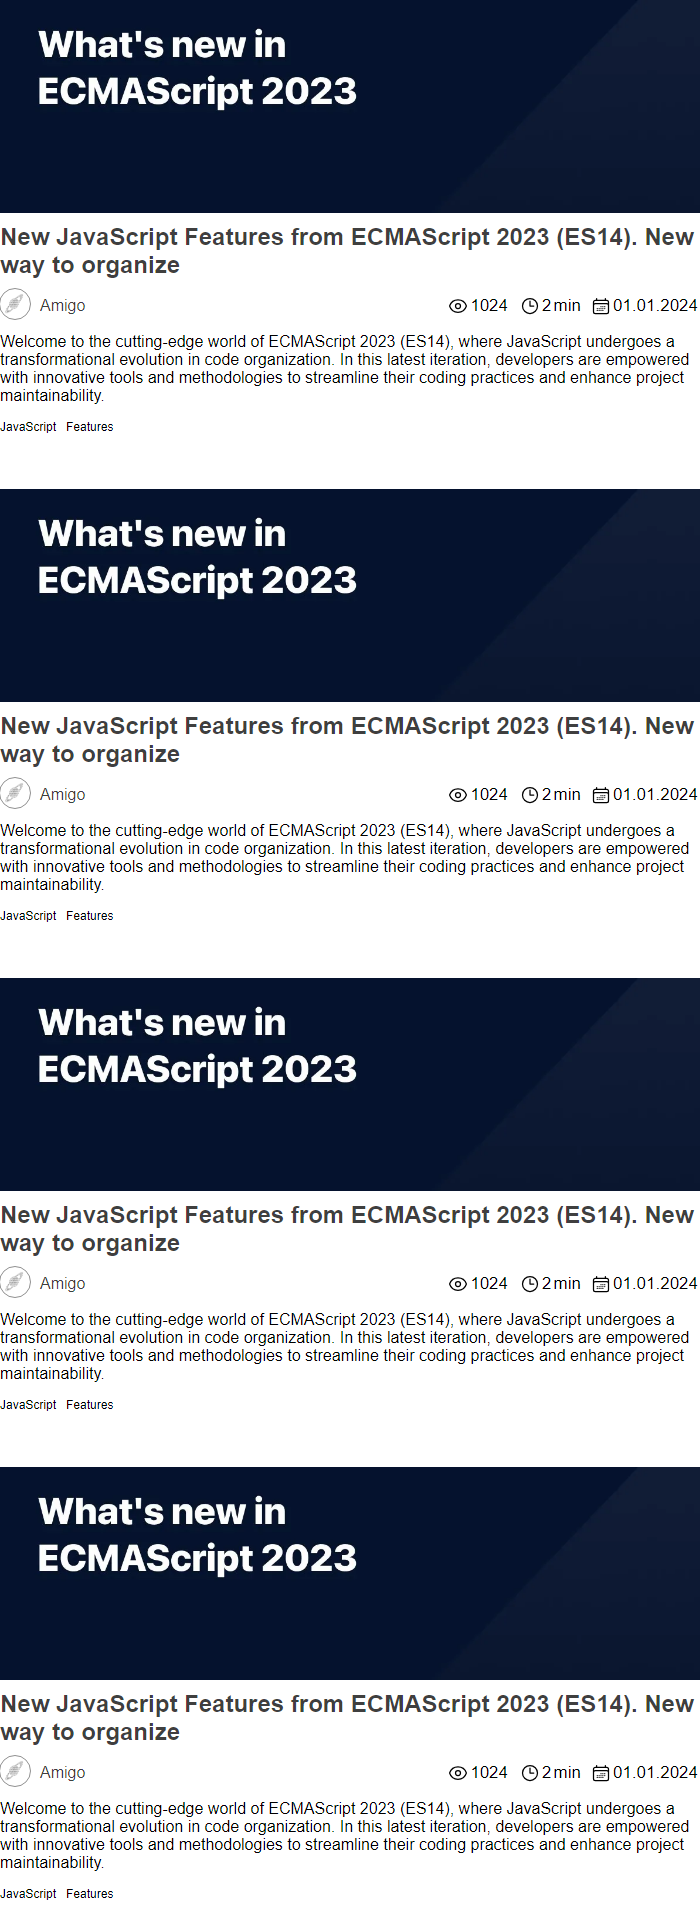 What's new in
ECMAScript 2023
New JavaScript Features from ECMAScript 2023 (ES14). New
way to organize
Amigo 1024 2 min 01.01.2024
Welcome to the cutting-edge world of ECMAScript 2023 (ES14), where JavaScript undergoes a
transformational evolution in code organization. In this latest iteration, developers are empowered
with innovative tools and methodologies to streamline their coding practices and enhance project
maintainability.
JavaScript Features
What's new in
ECMAScript 2023
New JavaScript Features from ECMAScript 2023 (ES14). New
way to organize
Amigo 1024 2 min 01.01.2024
Welcome to the cutting-edge world of ECMAScript 2023 (ES14), where JavaScript undergoes a
transformational evolution in code organization. In this latest iteration, developers are empowered
with innovative tools and methodologies to streamline their coding practices and enhance project
maintainability.
JavaScript Features
What's new in
ECMAScript 2023
New JavaScript Features from ECMAScript 2023 (ES14). New
way to organize
Amigo 1024 2 min 01.01.2024
Welcome to the cutting-edge world of ECMAScript 2023 (ES14), where JavaScript undergoes a
transformational evolution in code organization. In this latest iteration, developers are empowered
with innovative tools and methodologies to streamline their coding practices and enhance project
maintainability.
JavaScript Features
What's new in
ECMAScript 2023
New JavaScript Features from ECMAScript 2023 (ES14). New
way to organize
Amigo 1024 2 min 01.01.2024
Welcome to the cutting-edge world of ECMAScript 2023 (ES14), where JavaScript undergoes a
transformational evolution in code organization. In this latest iteration, developers are empowered
with innovative tools and methodologies to streamline their coding practices and enhance project
maintainability.
JavaScript Features